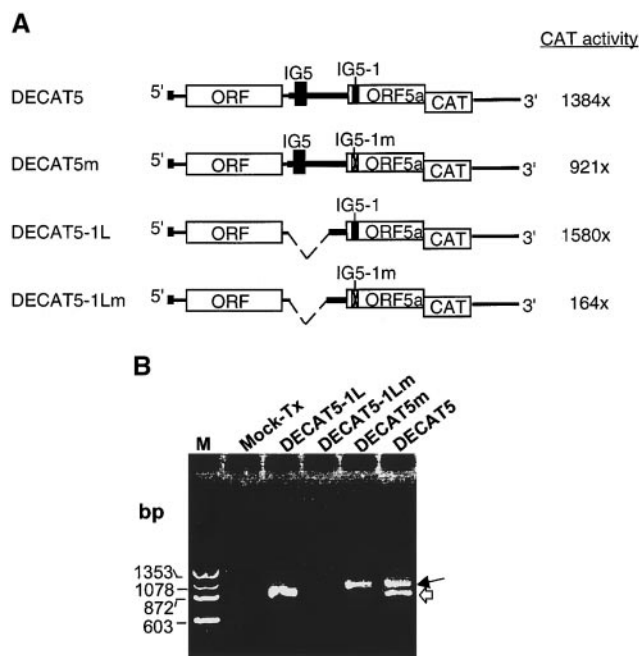 A
CAT activity
DECAT5 5' ORF IG5 IG5-1 ORF5a CAT 3' 1384x
DECAT5m 5' ORF IG5 IG5-1m ORF5a CAT 3' 921x
DECAT5-1L 5' ORF IG5-1 ORF5a CAT 3' 1580x
DECAT5-1Lm 5' ORF IG5-1m ORF5a CAT 3' 164x
B
M Mock-Tx DECAT5-1L DECAT5-1Lm DECAT5m DECAT5
bp
1353
1078
872
603